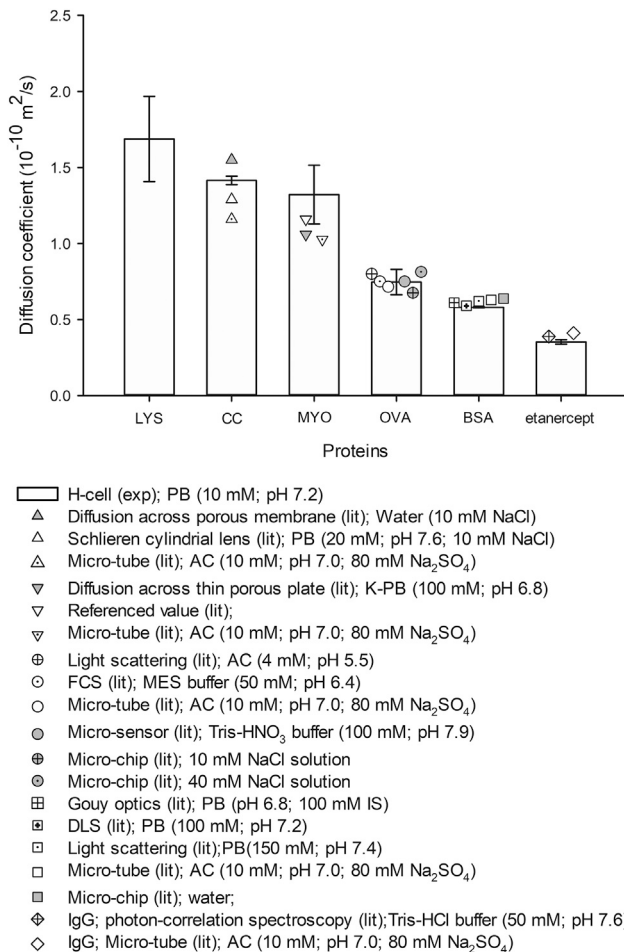 2.5
2.0
1.5
1.0
0.5
0.0
Diffusion coefficient (10⁻¹⁰ m²/s)
LYS CC MYO OVA BSA etanercept
Proteins
H-cell (exp); PB (10 mM; pH 7.2)
Diffusion across porous membrane (lit); Water (10 mM NaCl)
Schlieren cylindrial lens (lit); PB (20 mM; pH 7.6; 10 mM NaCl)
Micro-tube (lit); AC (10 mM; pH 7.0; 80 mM Na₂SO₄)
Diffusion across thin porous plate (lit); K-PB (100 mM; pH 6.8)
Referenced value (lit);
Micro-tube (lit); AC (10 mM; pH 7.0; 80 mM Na₂SO₄)
Light scattering (lit); AC (4 mM; pH 5.5)
FCS (lit); MES buffer (50 mM; pH 6.4)
Micro-tube (lit); AC (10 mM; pH 7.0; 80 mM Na₂SO₄)
Micro-sensor (lit); Tris-HNO₃ buffer (100 mM; pH 7.9)
Micro-chip (lit); 10 mM NaCl solution
Micro-chip (lit); 40 mM NaCl solution
Gouy optics (lit); PB (pH 6.8; 100 mM IS)
DLS (lit); PB (100 mM; pH 7.2)
Light scattering (lit);PB(150 mM; pH 7.4)
Micro-tube (lit); AC (10 mM; pH 7.0; 80 mM Na₂SO₄)
Micro-chip (lit); water;
IgG; photon-correlation spectroscopy (lit);Tris-HCl buffer (50 mM; pH 7.6)
IgG; Micro-tube (lit); AC (10 mM; pH 7.0; 80 mM Na₂SO₄)